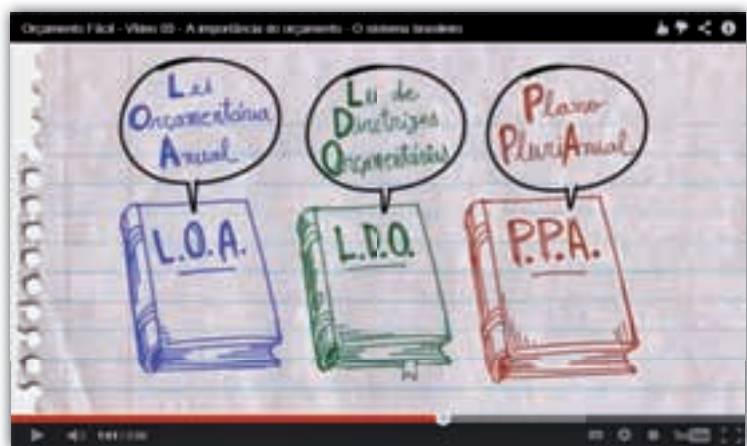 Orçamento Fácil - Vídeo 05 - A importância do orçamento - O sistema brasileiro
Lei
Orçamentária
Anual
Lei de
Diretrizes
Orçamentárias
Plano
PluriAnual
L.O.A.
L.D.O.
P.P.A.